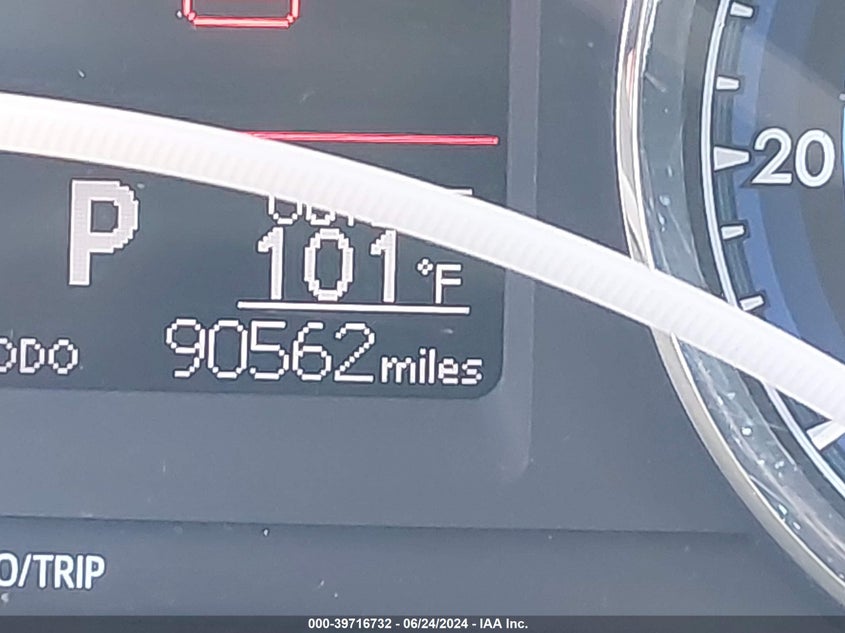 20
P
101 °F
ODO 90562 miles
O/TRIP
000-39716732 - 06/24/2024 - IAA Inc.